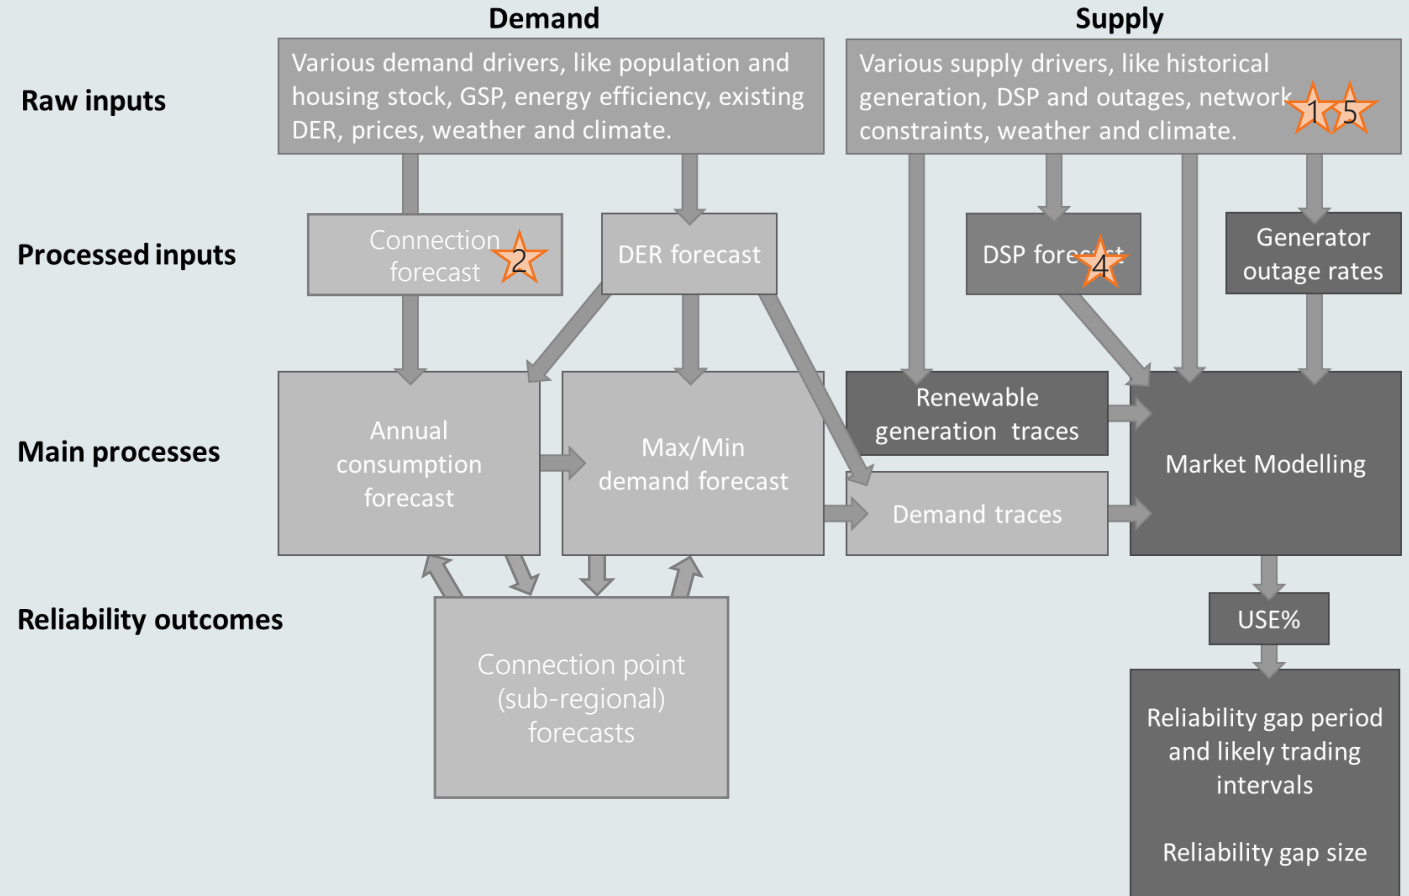 Demand
Supply
Raw inputs
Various demand drivers, like population and
housing stock, GSP, energy efficiency, existing
DER, prices, weather and climate.
Various supply drivers, like historical
generation, DSP and outages, network
constraints, weather and climate.
1
5
Processed inputs
Connection
forecast
2
DER forecast
DSP forecast
4
Generator
outage rates
Main processes
Annual
consumption
forecast
Max/Min
demand forecast
Renewable
generation traces
Demand traces
Market Modelling
Reliability outcomes
Connection point
(sub-regional)
forecasts
USE%
Reliability gap period
and likely trading
intervals
Reliability gap size